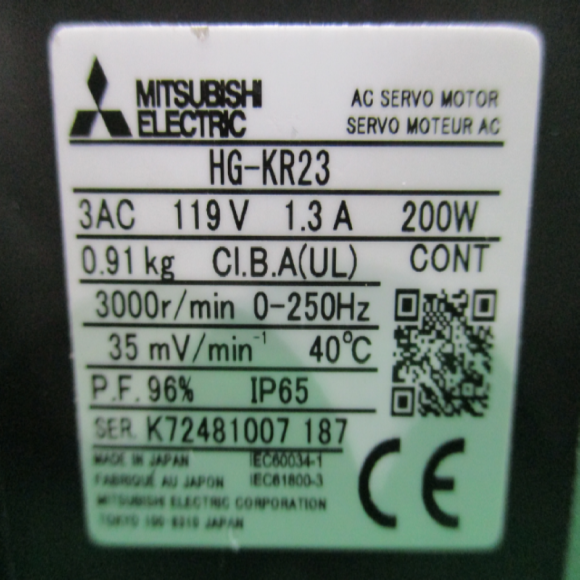 MITSUBISHI
ELECTRIC
AC SERVO MOTOR
SERVO MOTEUR AC
HG-KR23
3AC 119V 1.3A 200W
0.91kg Cl.B.A(UL) CONT
3000r/min 0-250Hz
35 mV/min⁻¹ 40°C
P.F. 96% IP65
SER. K72481007 187
MADE IN JAPAN IEC60034-1
FABRIQUÉ AU JAPON IEC61800-3
MITSUBISHI ELECTRIC CORPORATION
TOKYO 100-8310 JAPAN
CE